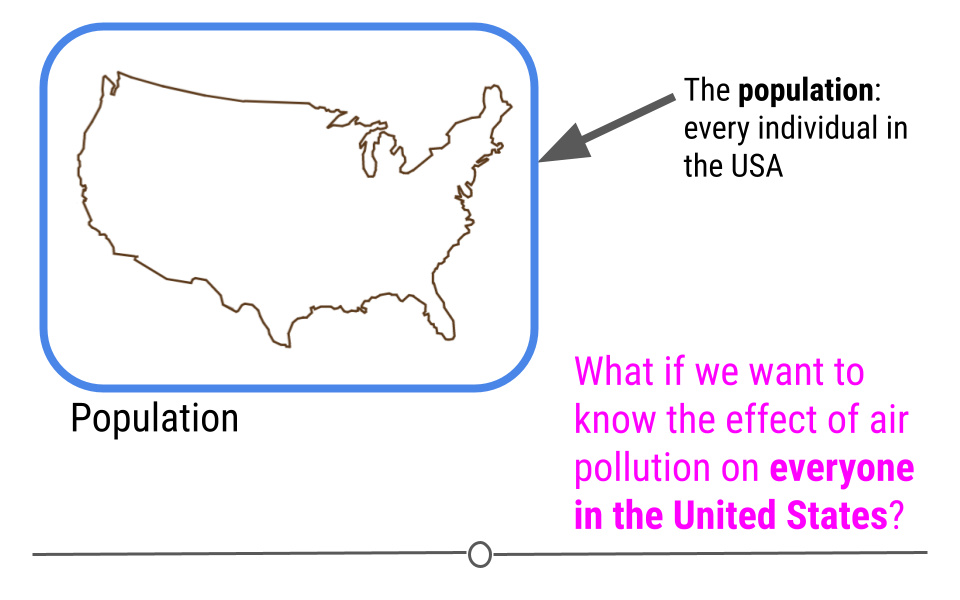 The population:
every individual in
the USA
Population
What if we want to
know the effect of air
pollution on everyone
in the United States?